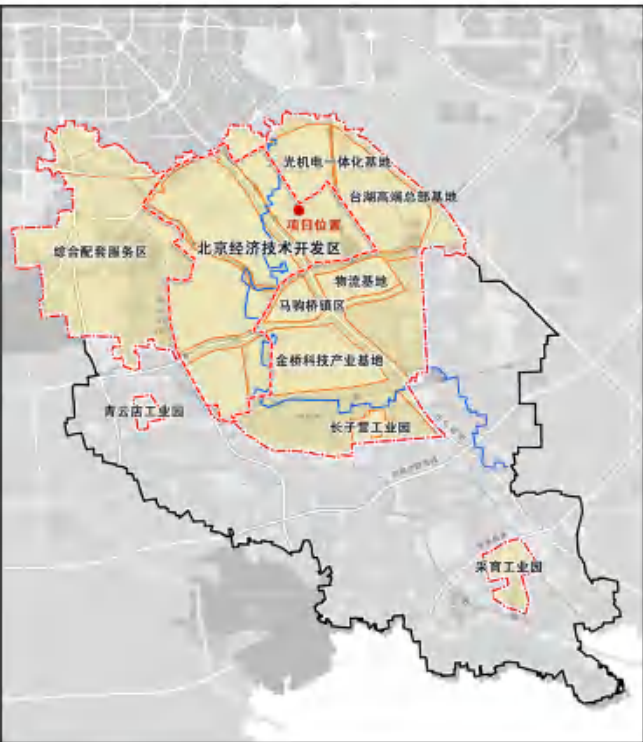 光机电一体化基地
台湖高端总部基地
项目位置
北京经济技术开发区
综合配套服务区
物流基地
马驹桥镇区
金桥科技产业基地
青云店工业园
长子营工业园
采育工业园